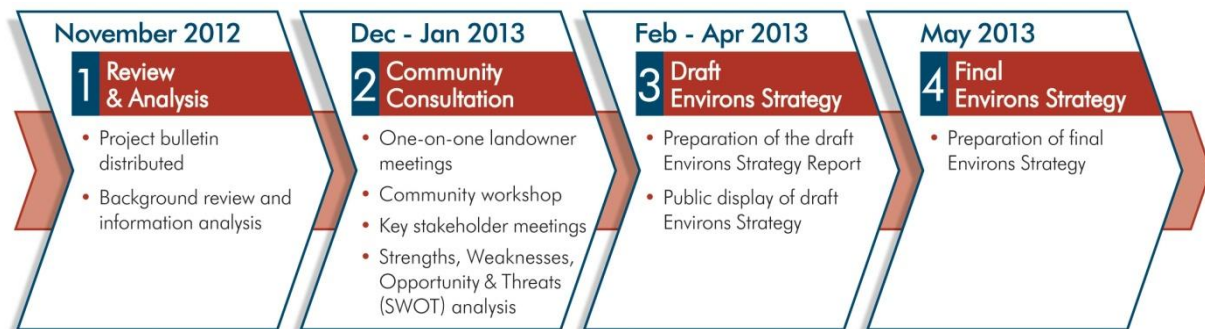 November 2012
1 Review
& Analysis
• Project bulletin
distributed
• Background review and
information analysis
Dec - Jan 2013
2 Community
Consultation
• One-on-one landowner
meetings
• Community workshop
• Key stakeholder meetings
• Strengths, Weaknesses,
Opportunity & Threats
(SWOT) analysis
Feb - Apr 2013
3 Draft
Environs Strategy
• Preparation of the draft
Environs Strategy Report
• Public display of draft
Environs Strategy
May 2013
4 Final
Environs Strategy
• Preparation of final
Environs Strategy